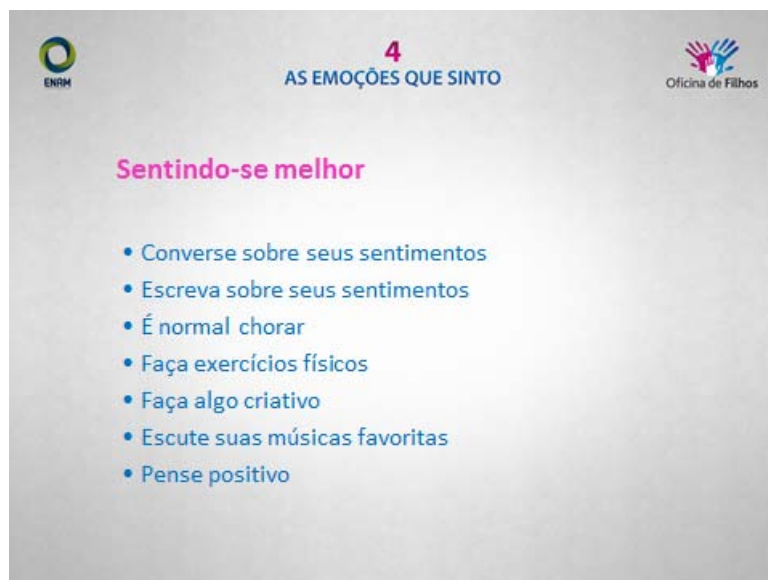 ENAM
4
AS EMOÇÕES QUE SINTO
Oficina de Filhos
Sentindo-se melhor
• Converse sobre seus sentimentos
• Escreva sobre seus sentimentos
• É normal chorar
• Faça exercícios físicos
• Faça algo criativo
• Escute suas músicas favoritas
• Pense positivo